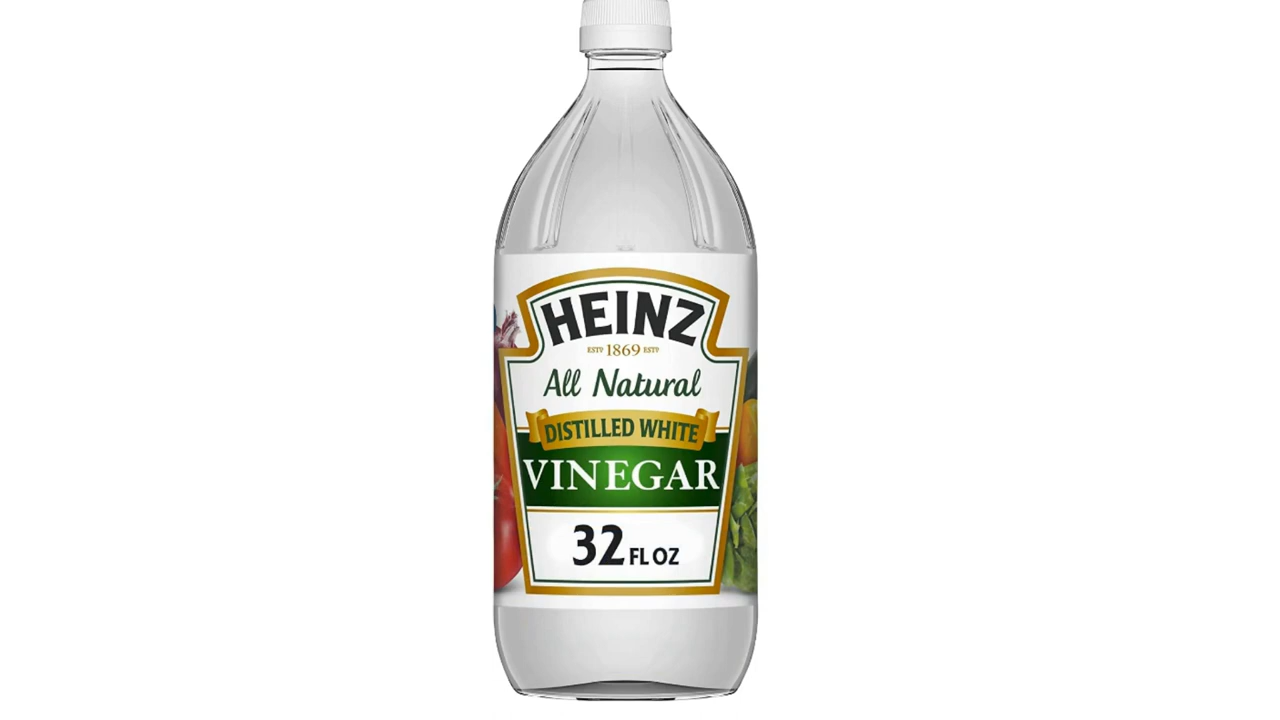 HEINZ
ESTD 1869 ESTD
All Natural
DISTILLED WHITE
VINEGAR
32 FL OZ